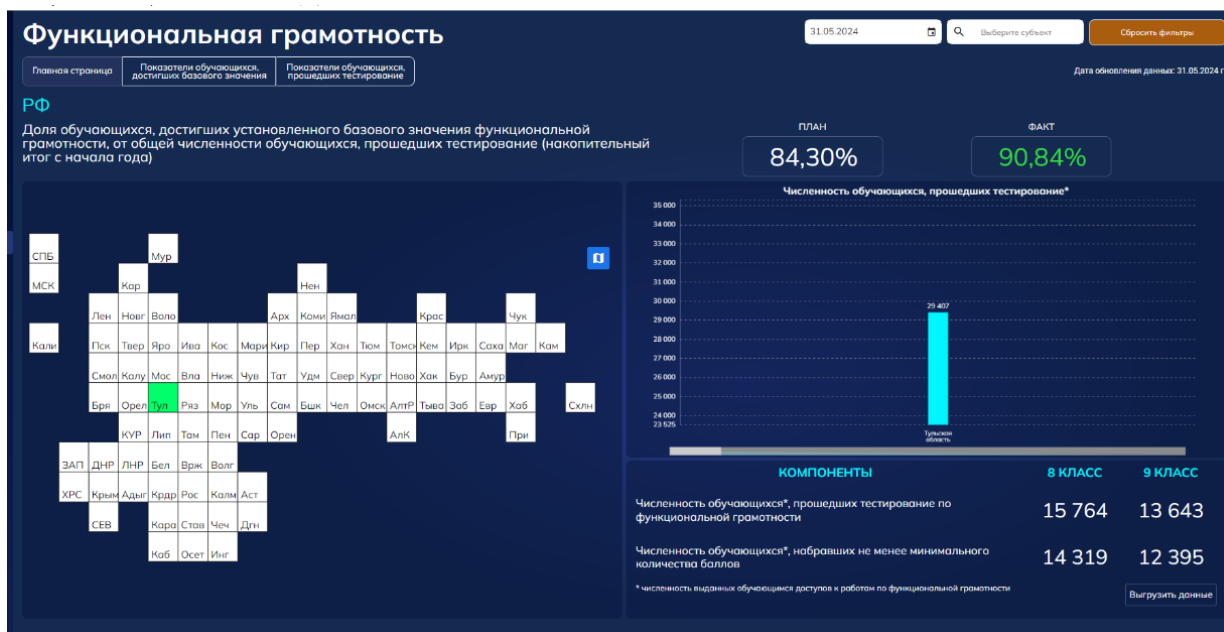 Функциональная грамотность
31.05.2024
Выберите субъект
Сбросить фильтры
Главная страница
Показатели обучающихся,
достигших базового значения
Показатели обучающихся,
прошедших тестирование
Дата обновления данных: 31.05.2024 г
РФ
Доля обучающихся, достигших установленного базового значения функциональной
грамотности, от общей численности обучающихся, прошедших тестирование (накопительный
итог с начала года)
ПЛАН
84,30%
ФАКТ
90,84%
СПБ Мур
МСК Кар Нен
Лен Новг Воло Арх Коми Ямал Крас Чук
Кали Пск Твер Яро Ива Кос Мари Кир Пер Хан Тюм Томск Кем Ирк Саха Маг Кам
Смол Калу Мос Вла Ниж Чув Тат Удм Свер Кург Ново Хак Бур Амур
Бря Орел Тул Ряз Мор Уль Сам Бшк Чел Омск АлтР Тыва Заб Евр Хаб Схлн
КУР Лип Там Пен Сар Орен АлК При
ЗАП ДНР ЛНР Бел Врж Волг
ХРС Крым Адыг Крдр Рос Калм Аст
СЕВ Кара Став Чеч Дгн
Каб Осет Инг
Численность обучающихся, прошедших тестирование*
35 000
34 000
33 000
32 000
31 000
30 000
29 000
28 000
27 000
26 000
25 000
24 000
23 525
29 407
Тульская
область
КОМПОНЕНТЫ 8 КЛАСС 9 КЛАСС
Численность обучающихся*, прошедших тестирование по
функциональной грамотности
15 764 13 643
Численность обучающихся*, набравших не менее минимального
количества баллов
14 319 12 395
* численность выданных обучающимся доступов к работам по функциональной грамотности
Выгрузить данные